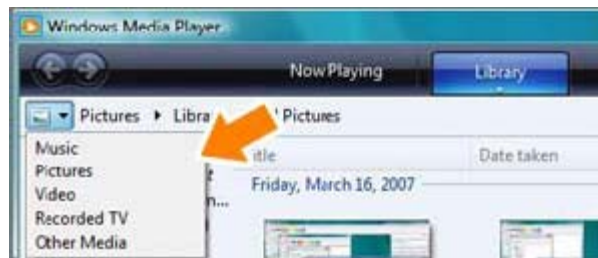 Windows Media Player
Now Playing Library
Pictures Libra Pictures
Music
Pictures
Video
Recorded TV
Other Media
itle Date taken
Friday, March 16, 2007
n...